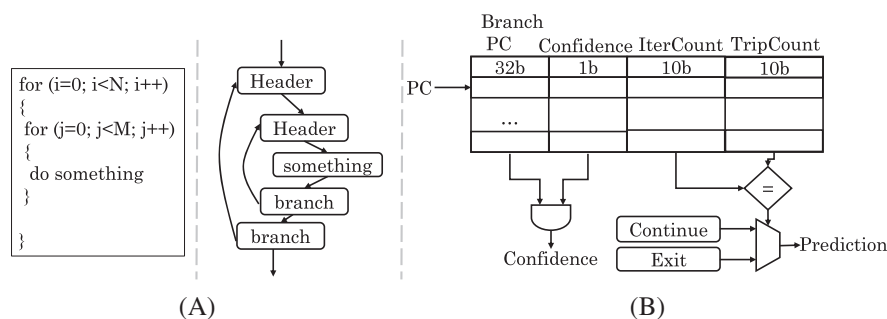 for (i=0; i<N; i++)
{
for (j=0; j<M; j++)
{
do something
}
}
Header
Header
something
branch
branch
(A)
Branch
PC Confidence IterCount TripCount
32b 1b 10b 10b
PC
...
=
Continue
Exit
Confidence
Prediction
(B)